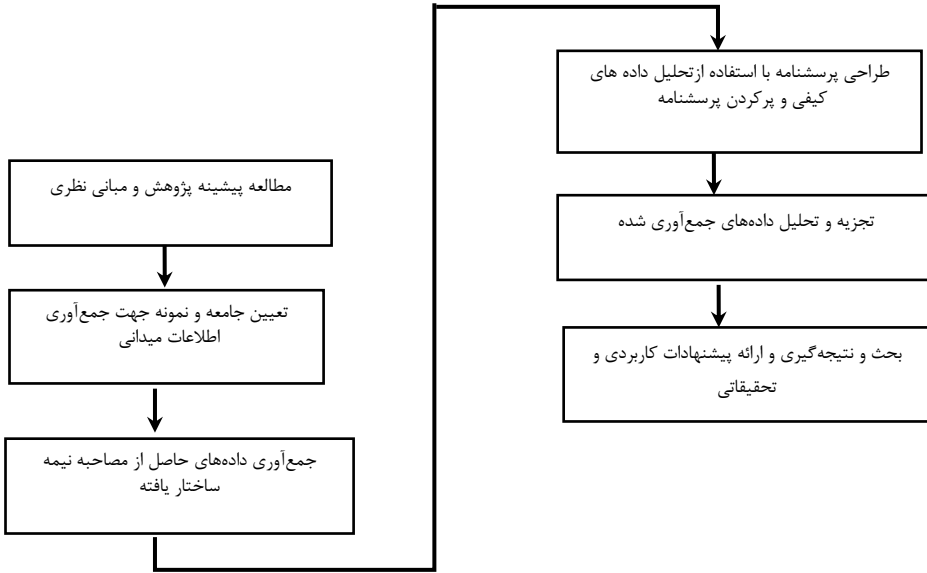 مطالعه پیشینه پژوهش و مبانی نظری
تعیین جامعه و نمونه جهت جمع‌آوری
اطلاعات میدانی
جمع‌آوری داده‌های حاصل از مصاحبه نیمه
ساختار یافته
طراحی پرسشنامه با استفاده ازتحلیل داده های
کیفی و پرکردن پرسشنامه
تجزیه و تحلیل داده‌های جمع‌آوری شده
بحث و نتیجه‌گیری و ارائه پیشنهادات کاربردی و
تحقیقاتی